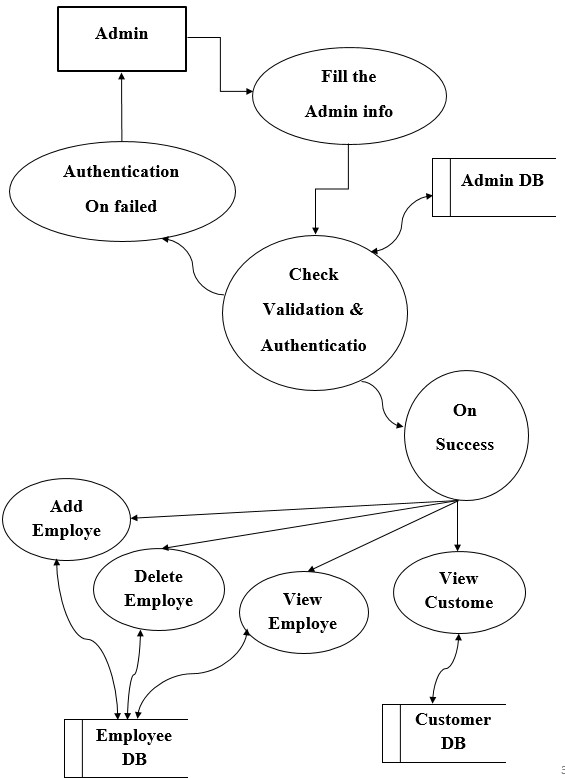 Admin
Fill the
Admin info
Authentication
On failed
Admin DB
Check
Validation &
Authenticatio
On
Success
Add
Employe
Delete
Employe
View
Employe
View
Custome
Employee
DB
Customer
DB